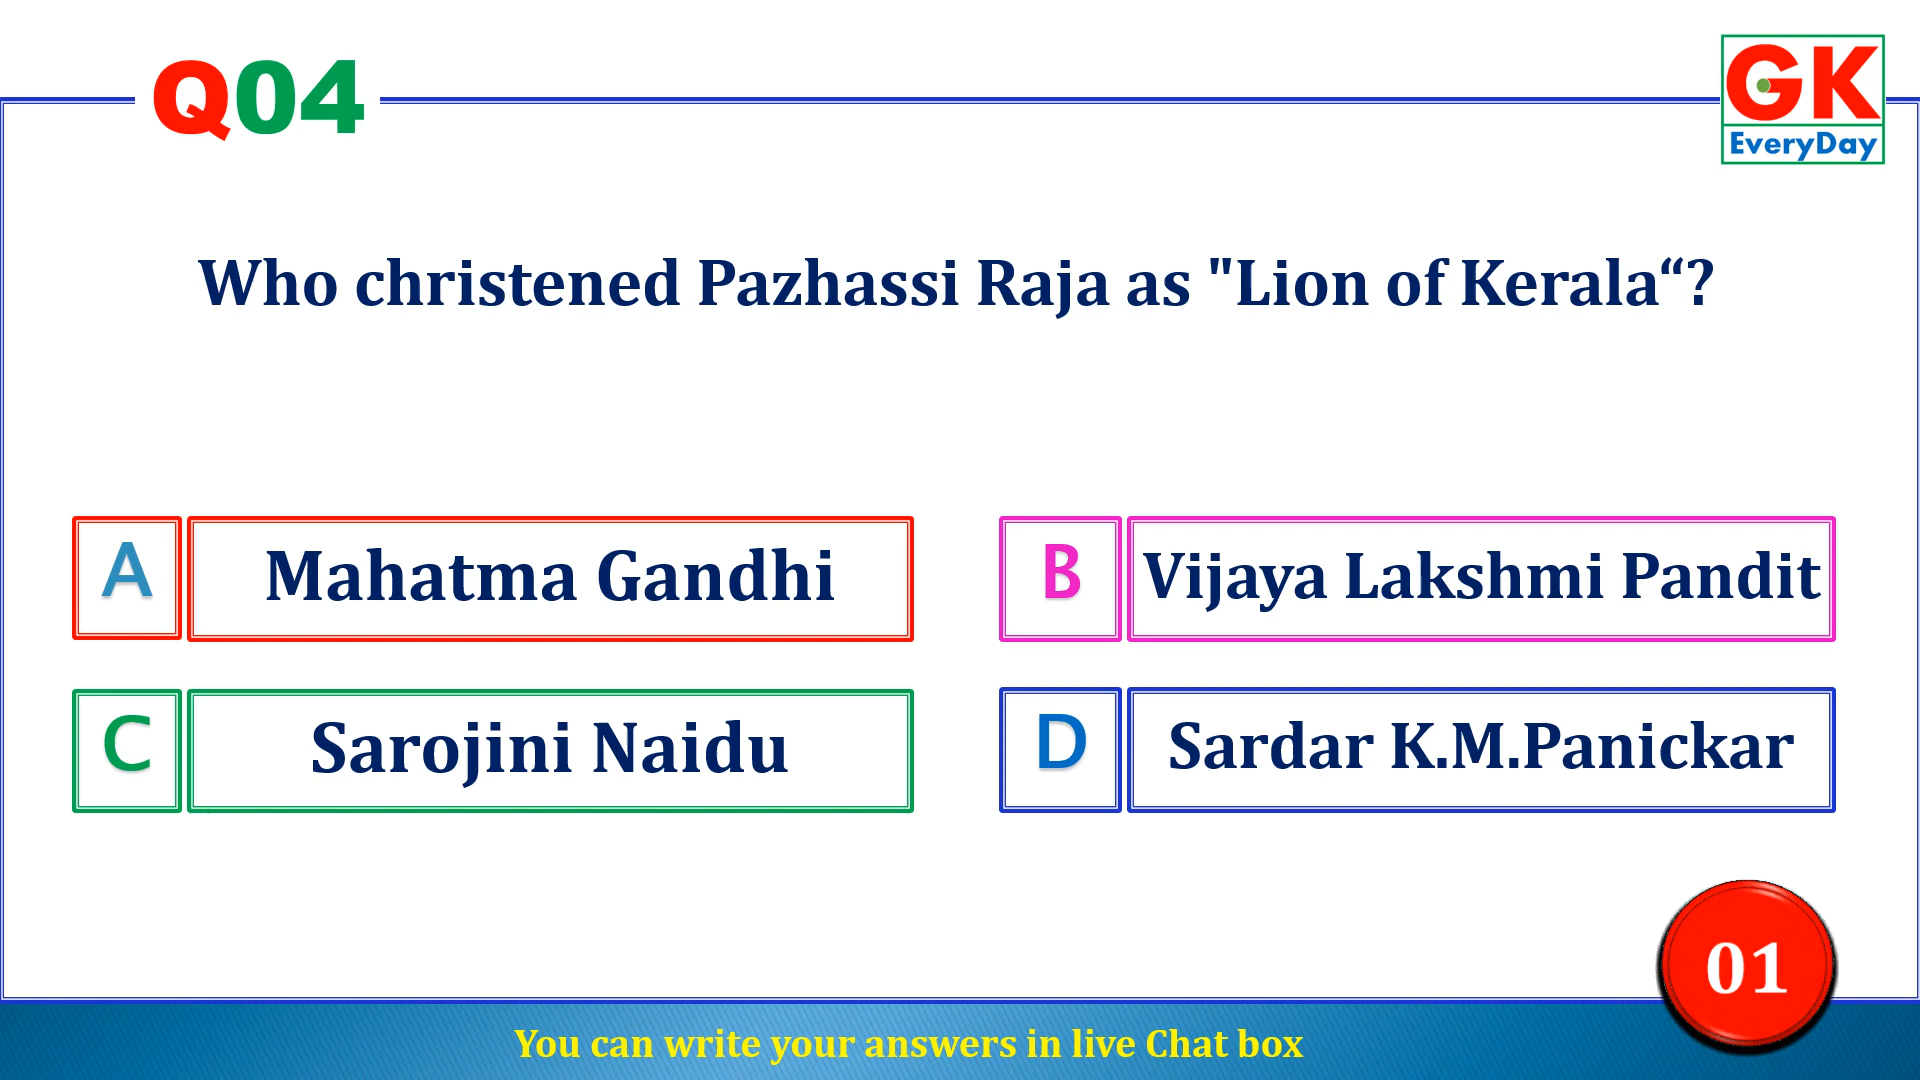 Q04
GK
EveryDay
Who christened Pazhassi Raja as "Lion of Kerala“?
A
Mahatma Gandhi
B
Vijaya Lakshmi Pandit
C
Sarojini Naidu
D
Sardar K.M.Panickar
01
You can write your answers in live Chat box